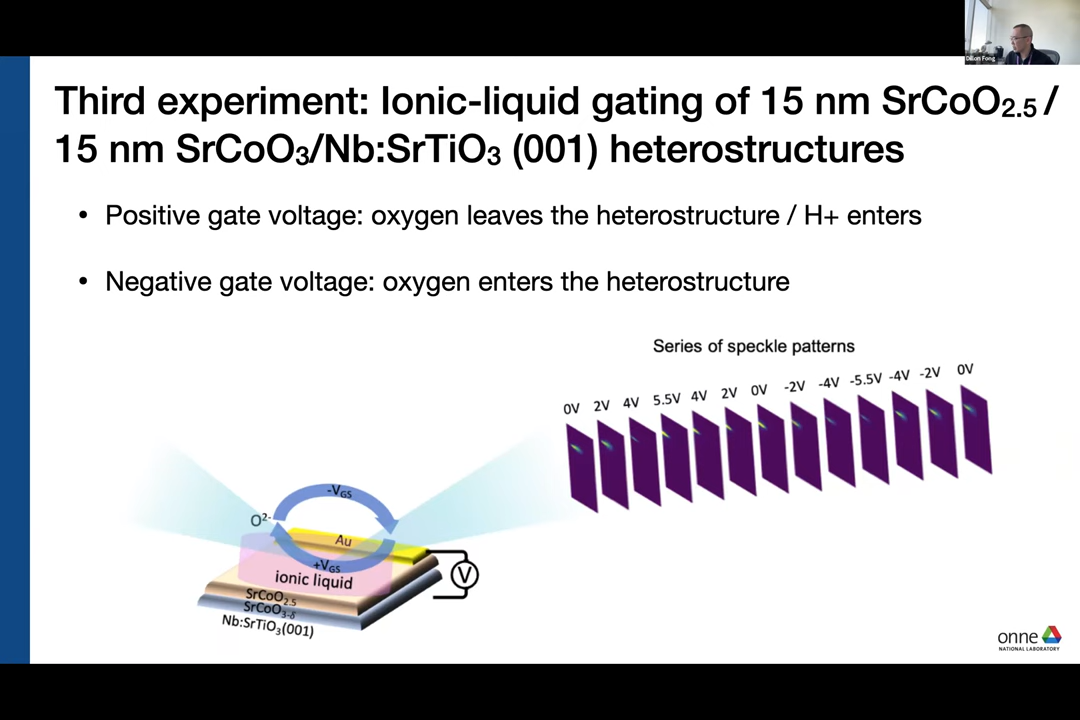 Dillon Fong
Third experiment: Ionic-liquid gating of 15 nm SrCoO2.5 /
15 nm SrCoO3/Nb:SrTiO3 (001) heterostructures
• Positive gate voltage: oxygen leaves the heterostructure / H+ enters
• Negative gate voltage: oxygen enters the heterostructure
Series of speckle patterns
0V 2V 4V 5.5V 4V 2V 0V -2V -4V -5.5V -4V -2V 0V
-VGS
O2-
Au
+VGS
ionic liquid
V
SrCoO2.5
SrCoO3-δ
Nb:SrTiO3(001)
onne
NATIONAL LABORATORY